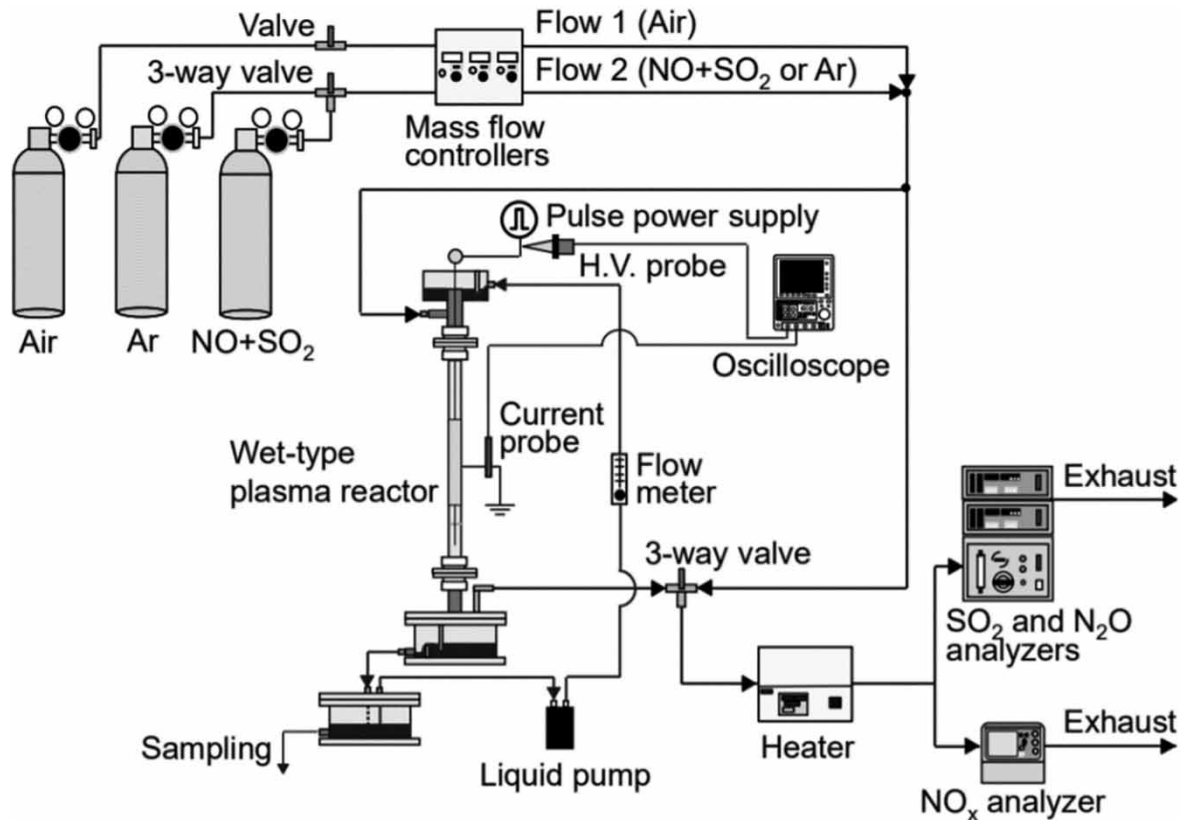 Valve
Flow 1 (Air)
3-way valve
Flow 2 (NO+SO₂ or Ar)
Mass flow
controllers
Air
Ar
NO+SO₂
Pulse power supply
H.V. probe
Oscilloscope
Current
probe
Wet-type
plasma reactor
Flow
meter
3-way valve
Exhaust
SO₂ and N₂O
analyzers
Sampling
Liquid pump
Heater
Exhaust
NOₓ analyzer